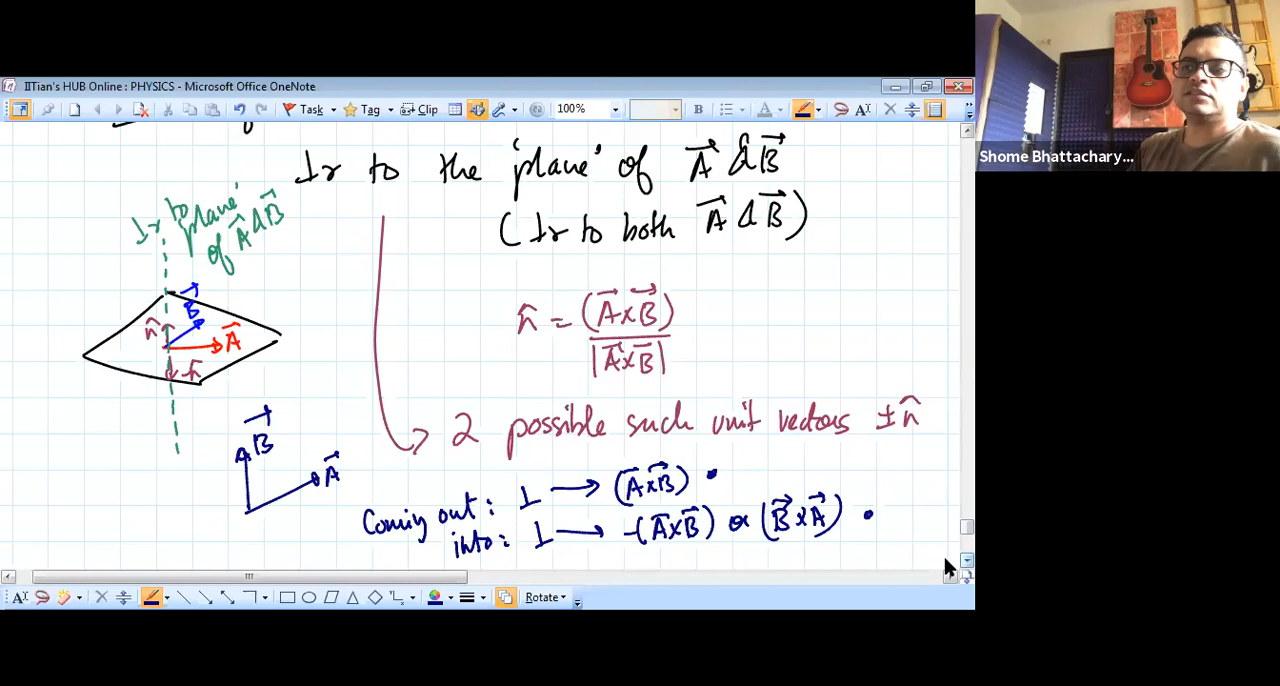 IITian's HUB Online : PHYSICS - Microsoft Office OneNote
Task Tag Clip 100% B A A
Shome Bhattachary...
⊥r to the 'plane' of A⃗ & B⃗
(⊥r to both A⃗ & B⃗)
⊥r to
'plane'
of A⃗ & B⃗
n̂ = (A⃗×B⃗)
|A⃗×B⃗|
B⃗
n̂
A⃗
-n̂
2 possible such unit vectors ±n̂
B⃗
A⃗
Coming out: ⊥ → (A⃗×B⃗) •
into: ⊥ → -(A⃗×B⃗) or (B⃗×A⃗) •
Rotate